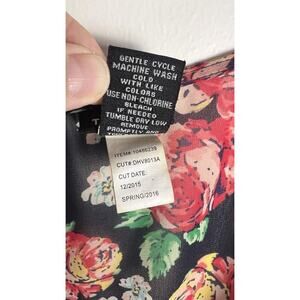 GENTLE CYCLE
MACHINE WASH
COLD
WITH LIKE
COLORS
USE NON-CHLORINE
BLEACH
IF NEEDED
TUMBLE DRY LOW
REMOVE
PROMPTLY AND
T
ITEM# 10486239
CUT# DHV8013A
CUT DATE:
12/2015
SPRING/2016